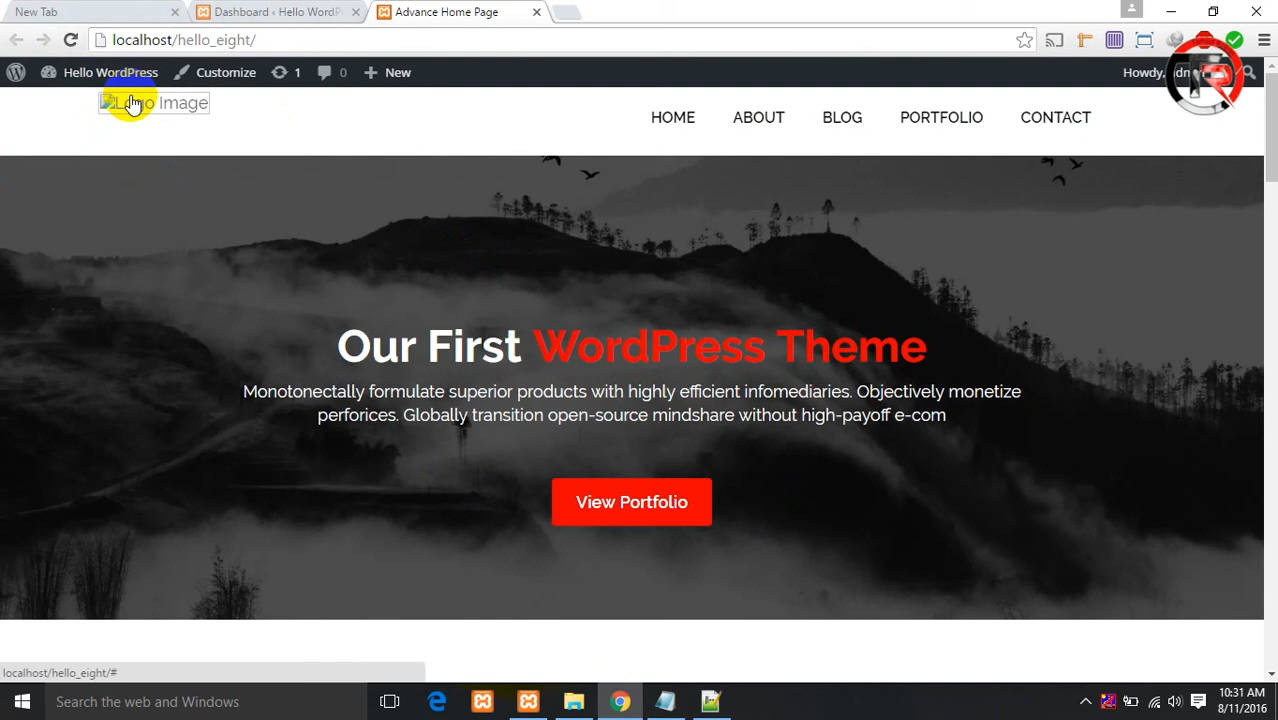 New Tab
Dashboard ‹ Hello WordP
Advance Home Page
localhost/hello_eight/
Hello WordPress
Customize
1
0
New
Howdy,
Logo Image
HOME
ABOUT
BLOG
PORTFOLIO
CONTACT
Our First WordPress Theme
Monotonectally formulate superior products with highly efficient infomediaries. Objectively monetize
perforices. Globally transition open-source mindshare without high-payoff e-com
View Portfolio
localhost/hello_eight/#
Search the web and Windows
10:31 AM
8/11/2016